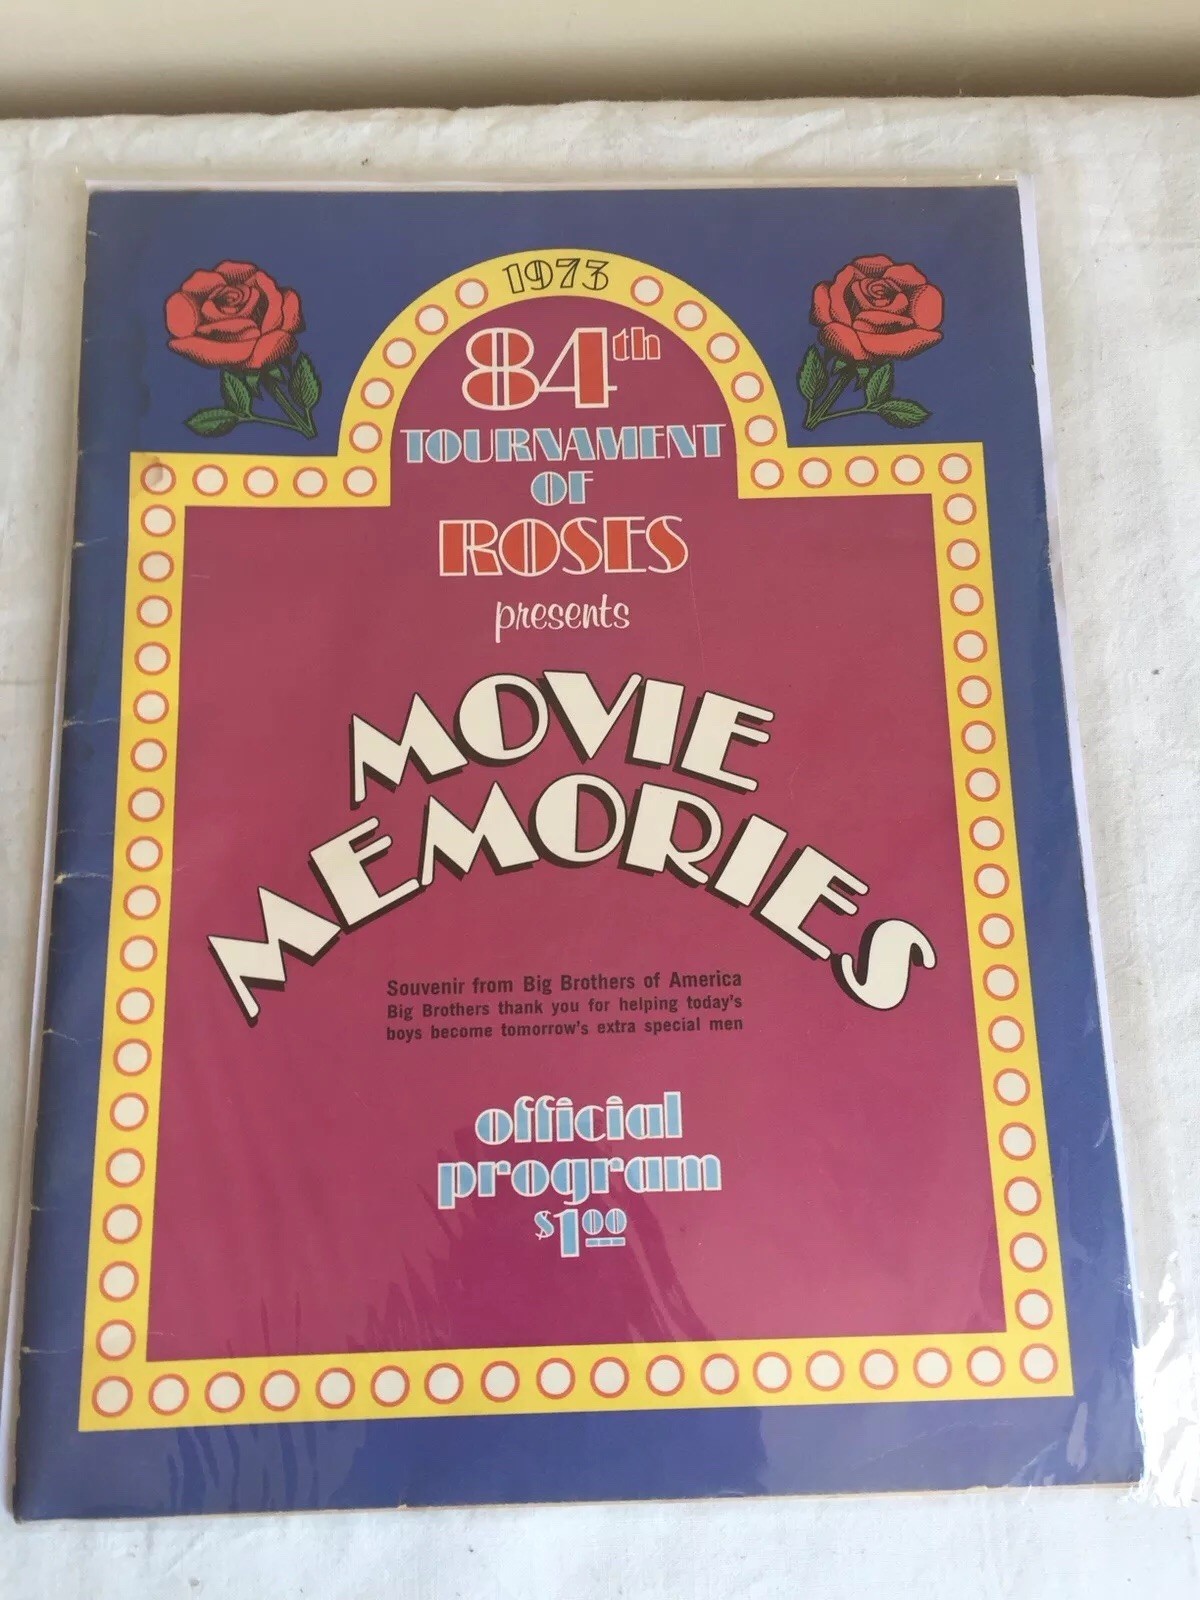 1973
84th
TOURNAMENT
OF
ROSES
presents
MOVIE
MEMORIES
Souvenir from Big Brothers of America
Big Brothers thank you for helping today's
boys become tomorrow's extra special men
official
program
$1.00